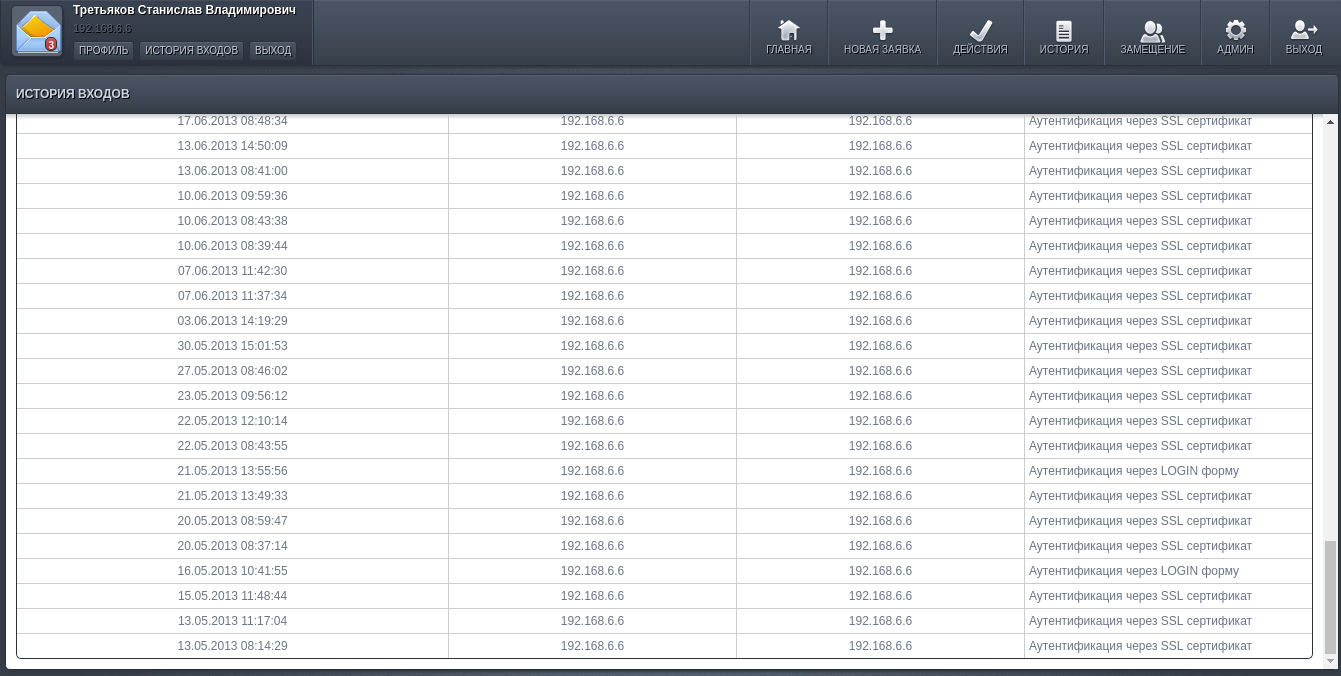 Третьяков Станислав Владимирович
192.168.6.6
3
ПРОФИЛЬ ИСТОРИЯ ВХОДОВ ВЫХОД
ГЛАВНАЯ НОВАЯ ЗАЯВКА ДЕЙСТВИЯ ИСТОРИЯ ЗАМЕЩЕНИЕ АДМИН ВЫХОД
ИСТОРИЯ ВХОДОВ
17.06.2013 08:48:34 192.168.6.6 192.168.6.6 Аутентификация через SSL сертификат
13.06.2013 14:50:09 192.168.6.6 192.168.6.6 Аутентификация через SSL сертификат
13.06.2013 08:41:00 192.168.6.6 192.168.6.6 Аутентификация через SSL сертификат
10.06.2013 09:59:36 192.168.6.6 192.168.6.6 Аутентификация через SSL сертификат
10.06.2013 08:43:38 192.168.6.6 192.168.6.6 Аутентификация через SSL сертификат
10.06.2013 08:39:44 192.168.6.6 192.168.6.6 Аутентификация через SSL сертификат
07.06.2013 11:42:30 192.168.6.6 192.168.6.6 Аутентификация через SSL сертификат
07.06.2013 11:37:34 192.168.6.6 192.168.6.6 Аутентификация через SSL сертификат
03.06.2013 14:19:29 192.168.6.6 192.168.6.6 Аутентификация через SSL сертификат
30.05.2013 15:01:53 192.168.6.6 192.168.6.6 Аутентификация через SSL сертификат
27.05.2013 08:46:02 192.168.6.6 192.168.6.6 Аутентификация через SSL сертификат
23.05.2013 09:56:12 192.168.6.6 192.168.6.6 Аутентификация через SSL сертификат
22.05.2013 12:10:14 192.168.6.6 192.168.6.6 Аутентификация через SSL сертификат
22.05.2013 08:43:55 192.168.6.6 192.168.6.6 Аутентификация через SSL сертификат
21.05.2013 13:55:56 192.168.6.6 192.168.6.6 Аутентификация через LOGIN форму
21.05.2013 13:49:33 192.168.6.6 192.168.6.6 Аутентификация через SSL сертификат
20.05.2013 08:59:47 192.168.6.6 192.168.6.6 Аутентификация через SSL сертификат
20.05.2013 08:37:14 192.168.6.6 192.168.6.6 Аутентификация через SSL сертификат
16.05.2013 10:41:55 192.168.6.6 192.168.6.6 Аутентификация через LOGIN форму
15.05.2013 11:48:44 192.168.6.6 192.168.6.6 Аутентификация через SSL сертификат
13.05.2013 11:17:04 192.168.6.6 192.168.6.6 Аутентификация через SSL сертификат
13.05.2013 08:14:29 192.168.6.6 192.168.6.6 Аутентификация через SSL сертификат